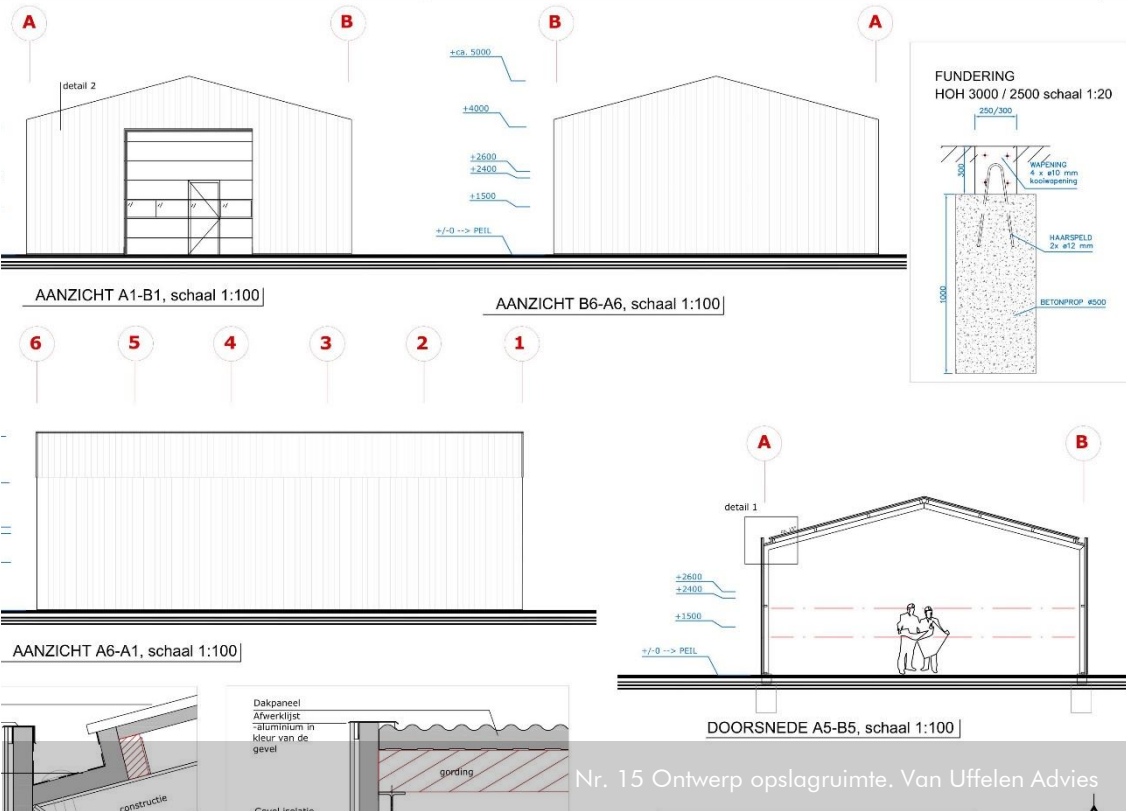 A
B
B
A
detail 2
+ca. 5000
+4000
+2600
+2400
+1500
+/-0 --> PEIL
AANZICHT A1-B1, schaal 1:100
AANZICHT B6-A6, schaal 1:100
FUNDERING
HOH 3000 / 2500 schaal 1:20
250/300
300
WAPENING
4 x ø10 mm
koolwapening
HAARSPELD
2x ø12 mm
1000
BETONPROP ø500
6
5
4
3
2
1
AANZICHT A6-A1, schaal 1:100
A
B
detail 1
+2600
+2400
+1500
+/-0 --> PEIL
DOORSNEDE A5-B5, schaal 1:100
constructie
Dakpaneel
Afwerklijst
-aluminium in
kleur van de
gevel
gording
Gevel isolatie
Nr. 15 Ontwerp opslagruimte. Van Uffelen Advies